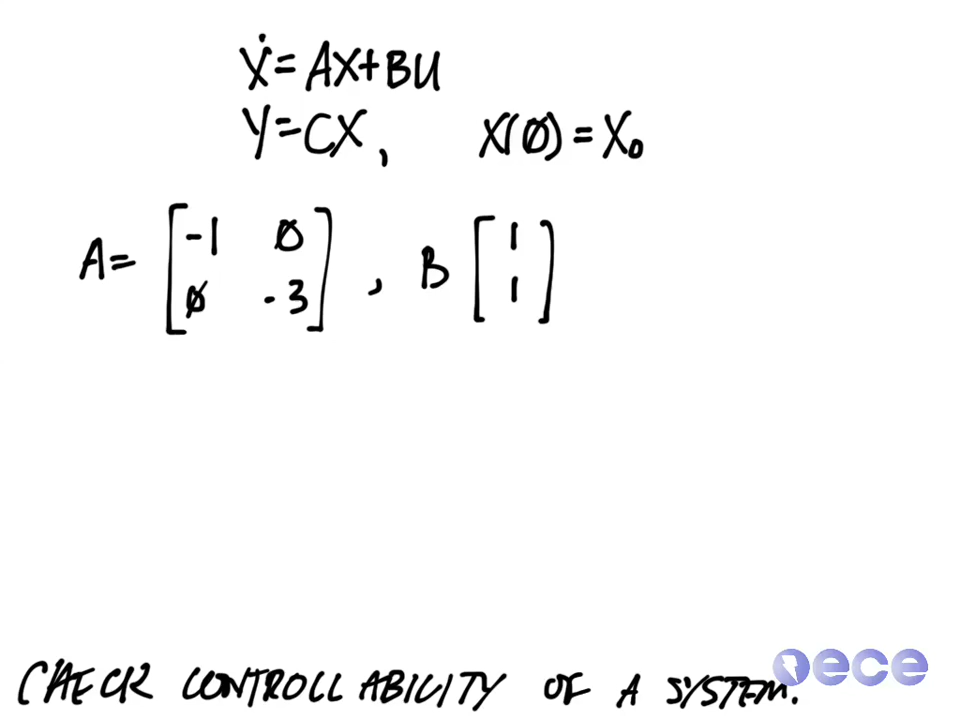 Ẋ = AX + BU
Y = CX, X(0) = X₀
A = [-1 0; 0 -3], B [1; 1]
CHECK CONTROLLABILITY OF A SYSTEM.
ece